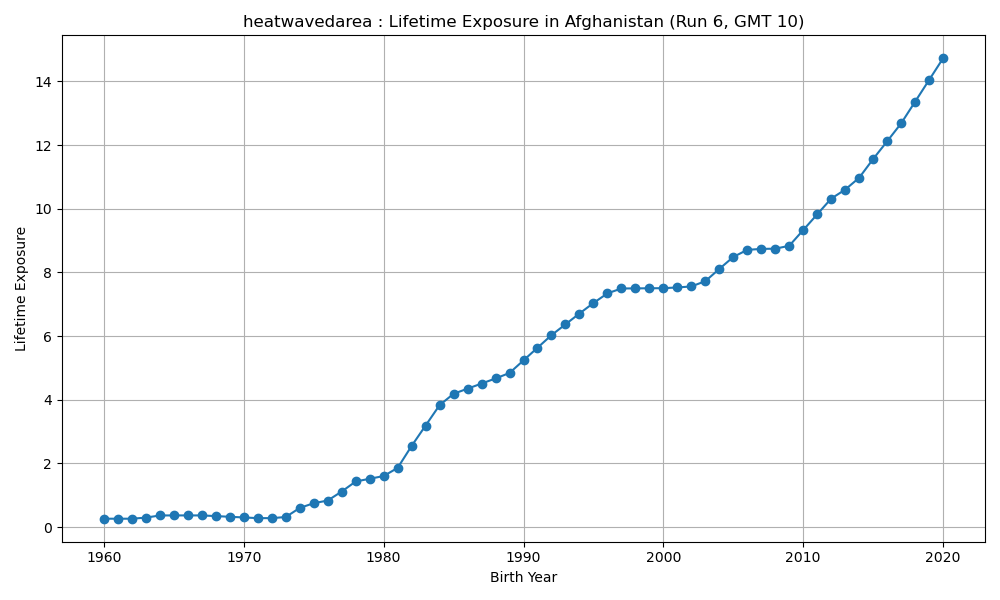 heatwavedarea : Lifetime Exposure in Afghanistan (Run 6, GMT 10)
Lifetime Exposure
14
12
10
8
6
4
2
0
1960 1970 1980 1990 2000 2010 2020
Birth Year